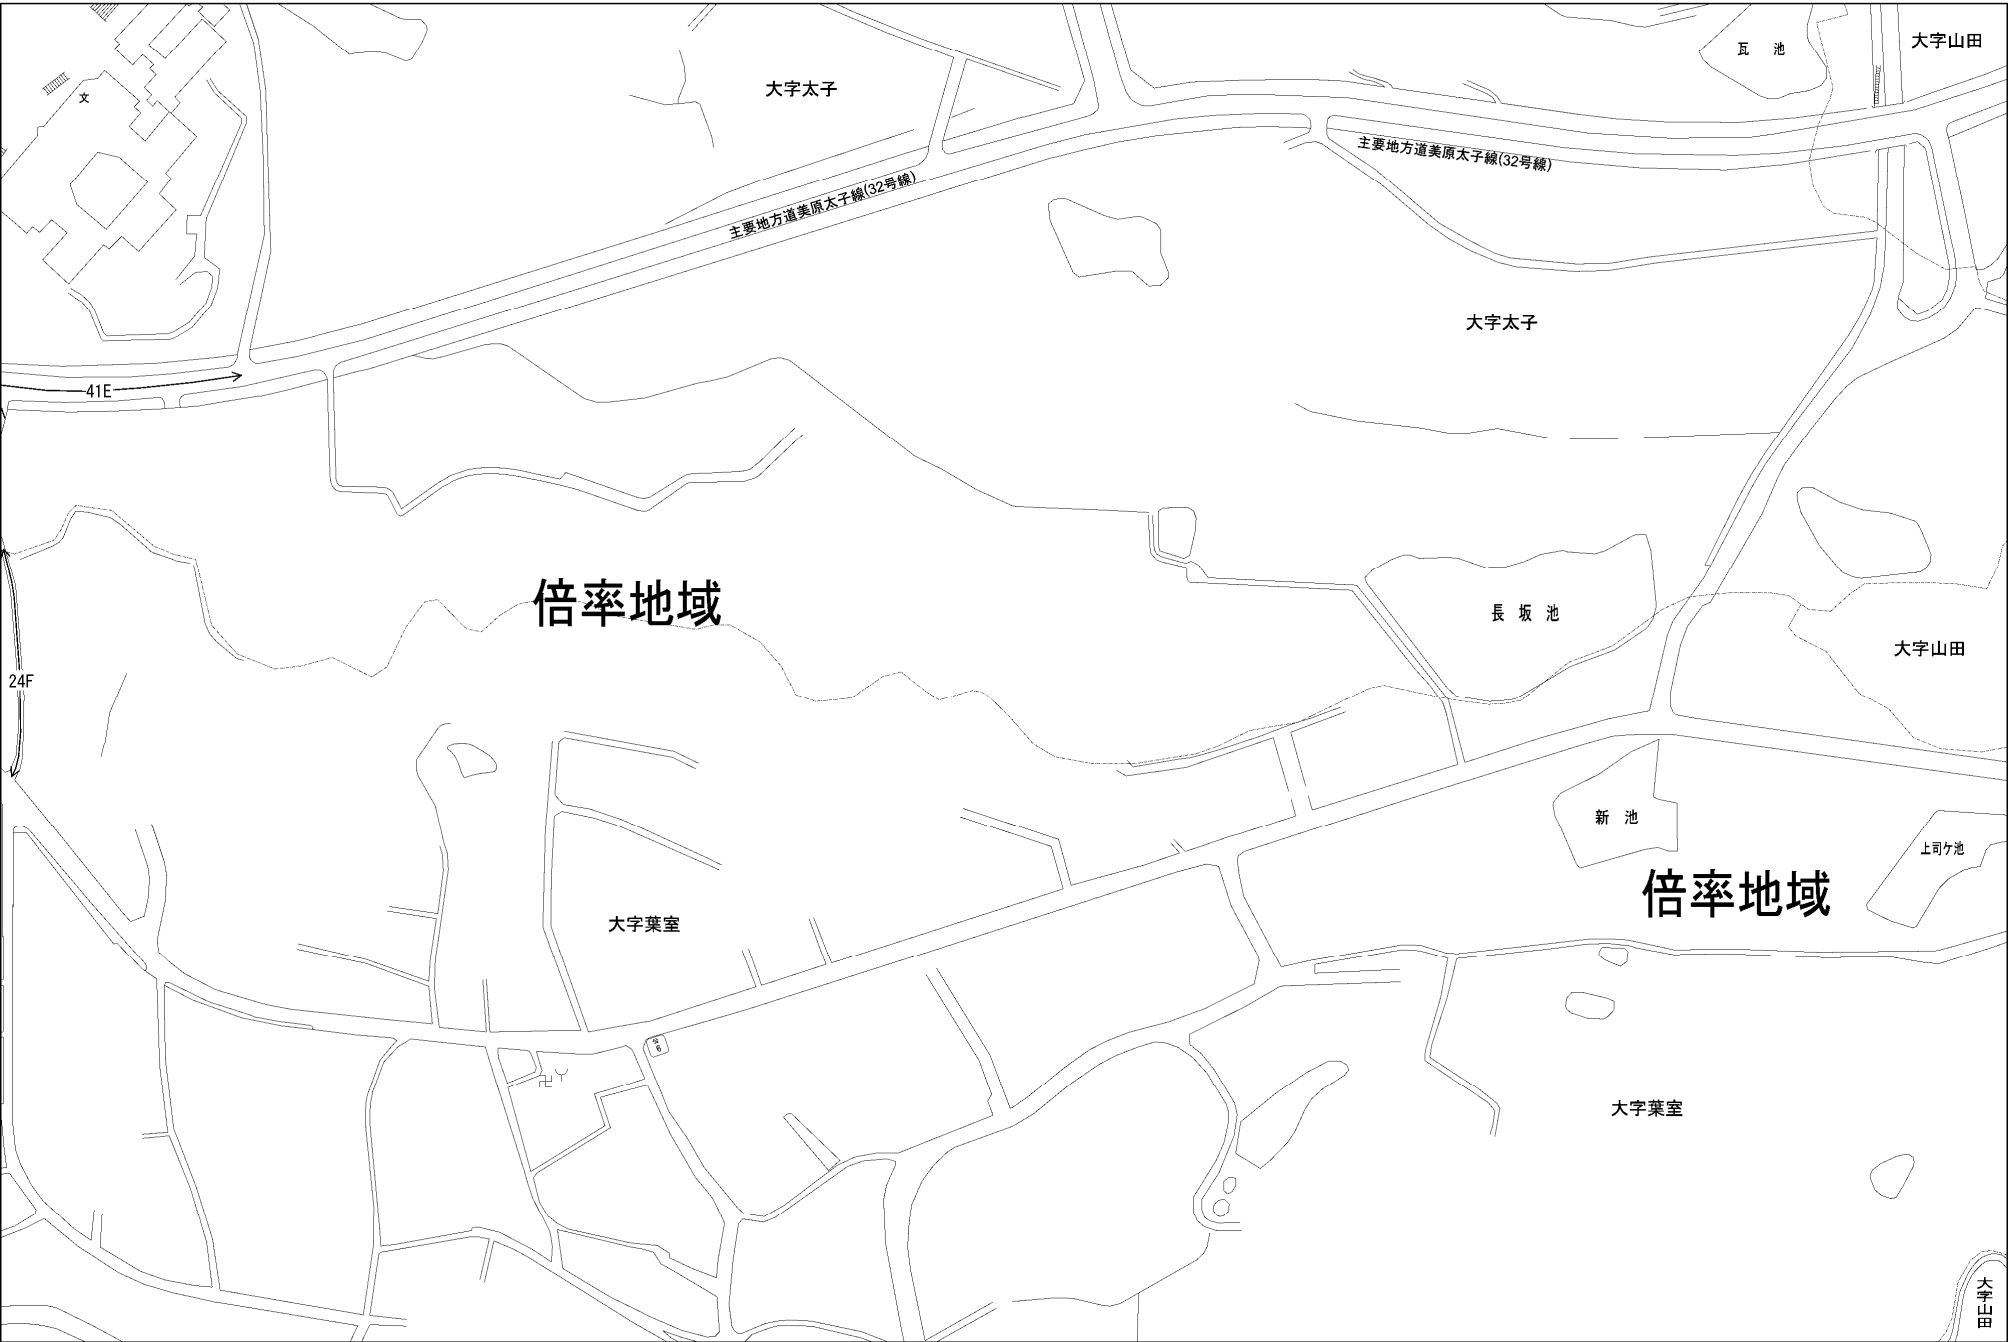 大字山田
瓦 池
大字太子
文
主要地方道美原太子線(32号線)
主要地方道美原太子線(32号線)
大字太子
41E
倍率地域
長 坂 池
大字山田
24F
新 池
上司ケ池
倍率地域
大字葉室
大字葉室
大字山田